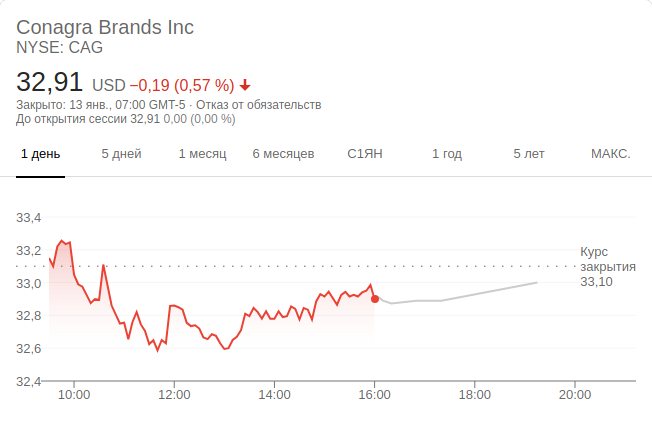 Conagra Brands Inc
NYSE: CAG
32,91 USD −0,19 (0,57 %)
Закрыто: 13 янв., 07:00 GMT-5 · Отказ от обязательств
До открытия сессии 32,91 0,00 (0,00 %)
1 день 5 дней 1 месяц 6 месяцев С1ЯН 1 год 5 лет МАКС.
33,4
33,2
33,0
32,8
32,6
32,4
Курс
закрытия
33,10
10:00 12:00 14:00 16:00 18:00 20:00